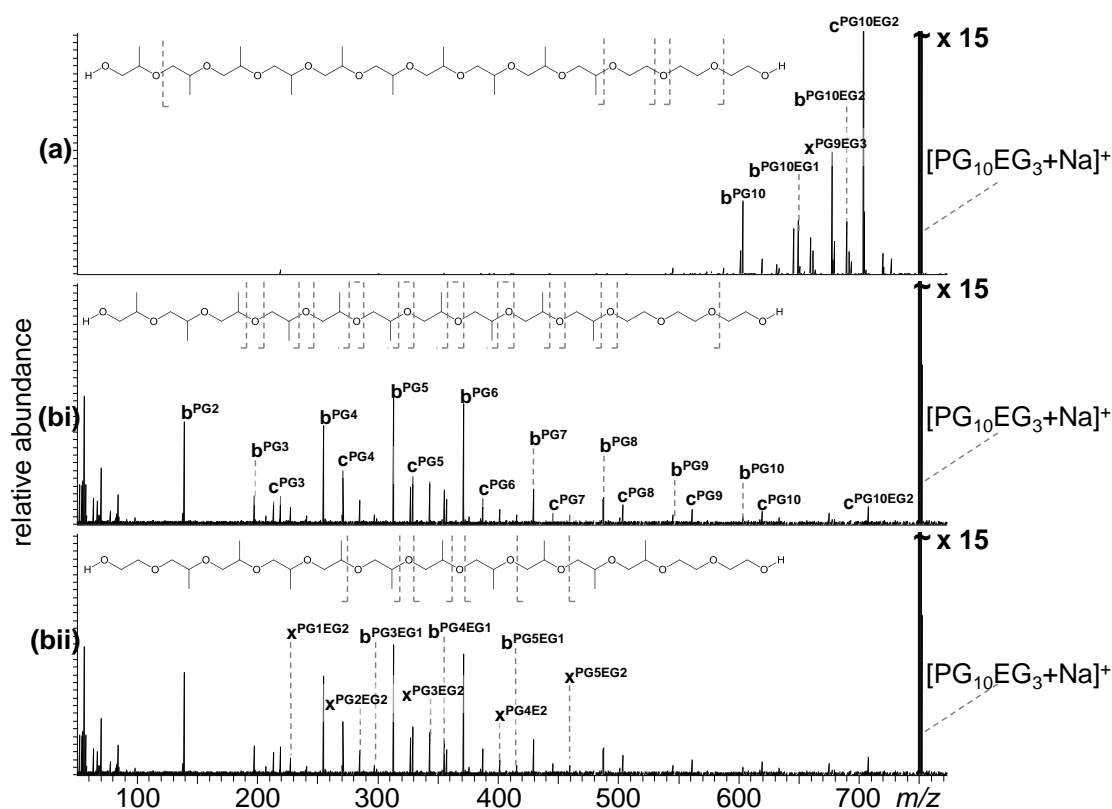 c^PG10EG2
~ x 15
H O O O O O O O O O O O O O O H
b^PG10EG2
(a)
x^PG9EG3
[PG₁₀EG₃+Na]⁺
b^PG10EG1
b^PG10
~ x 15
H O O O O O O O O O O O O O O H
relative abundance
(bi)
b^PG5
b^PG6
[PG₁₀EG₃+Na]⁺
b^PG2
b^PG4
b^PG7
b^PG8
b^PG3
c^PG4
c^PG5
b^PG9
b^PG10
c^PG3
c^PG6
c^PG7
c^PG8
c^PG9
c^PG10
c^PG10EG2
~ x 15
H O O O O O O O O O O O O O O H
(bii)
x^PG1EG2
b^PG3EG1
b^PG4EG1
b^PG5EG1
[PG₁₀EG₃+Na]⁺
x^PG2EG2
x^PG3EG2
x^PG5EG2
x^PG4E2
100 200 300 400 500 600 700 m/z